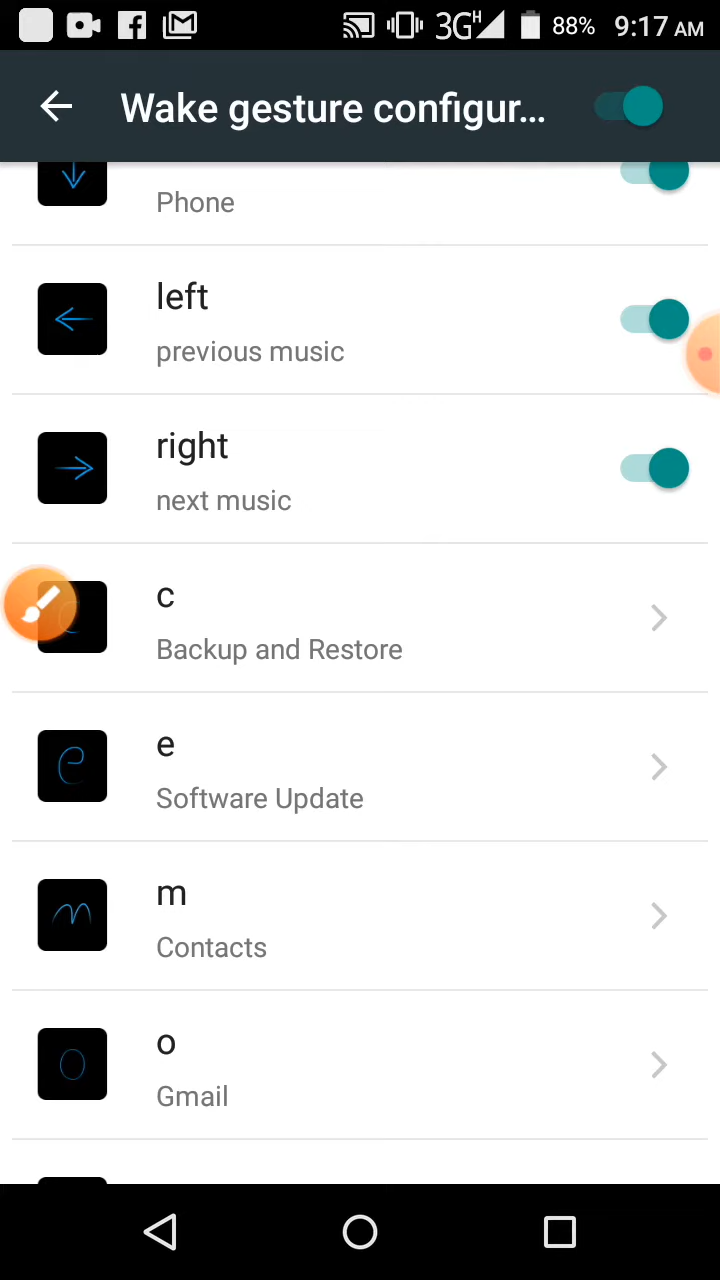 3G H 88% 9:17 AM
Wake gesture configur...
Phone
left
previous music
right
next music
c
Backup and Restore
e
Software Update
m
Contacts
o
Gmail